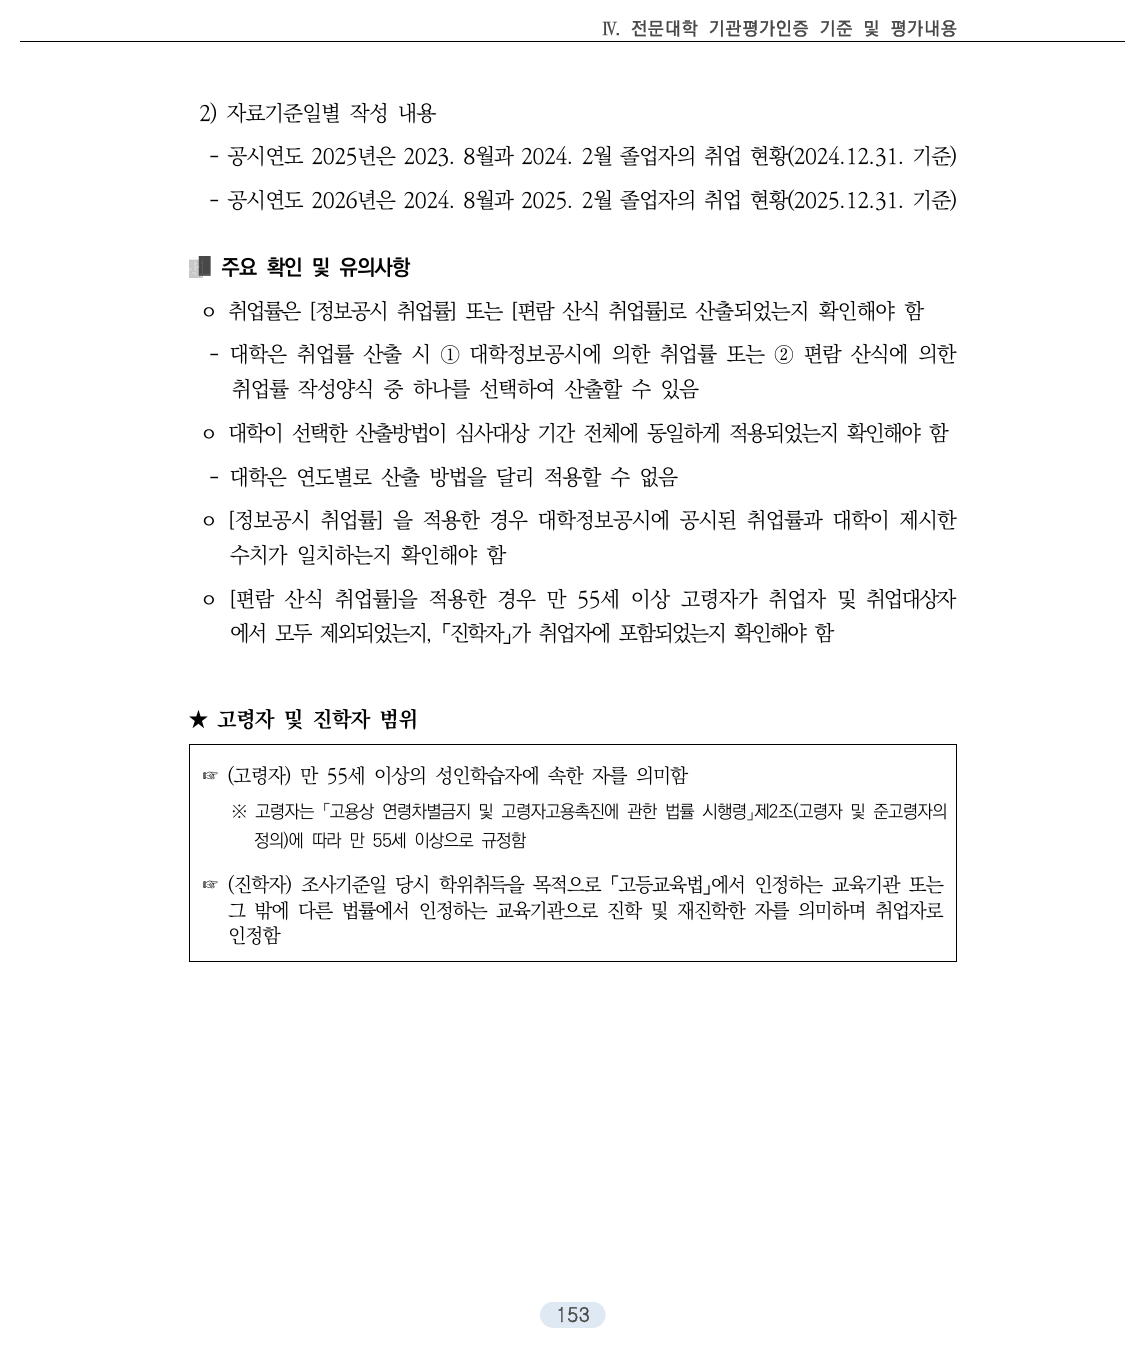 Ⅳ. 전문대학 기관평가인증 기준 및 평가내용
2) 자료기준일별 작성 내용
- 공시연도 2025년은 2023. 8월과 2024. 2월 졸업자의 취업 현황(2024.12.31. 기준)
- 공시연도 2026년은 2024. 8월과 2025. 2월 졸업자의 취업 현황(2025.12.31. 기준)
주요 확인 및 유의사항
ㅇ 취업률은 [정보공시 취업률] 또는 [편람 산식 취업률]로 산출되었는지 확인해야 함
- 대학은 취업률 산출 시 ① 대학정보공시에 의한 취업률 또는 ② 편람 산식에 의한
취업률 작성양식 중 하나를 선택하여 산출할 수 있음
ㅇ 대학이 선택한 산출방법이 심사대상 기간 전체에 동일하게 적용되었는지 확인해야 함
- 대학은 연도별로 산출 방법을 달리 적용할 수 없음
ㅇ [정보공시 취업률] 을 적용한 경우 대학정보공시에 공시된 취업률과 대학이 제시한
수치가 일치하는지 확인해야 함
ㅇ [편람 산식 취업률]을 적용한 경우 만 55세 이상 고령자가 취업자 및 취업대상자
에서 모두 제외되었는지, 「진학자」가 취업자에 포함되었는지 확인해야 함
★ 고령자 및 진학자 범위
☞ (고령자) 만 55세 이상의 성인학습자에 속한 자를 의미함
※ 고령자는 「고용상 연령차별금지 및 고령자고용촉진에 관한 법률 시행령」제2조(고령자 및 준고령자의
정의)에 따라 만 55세 이상으로 규정함
☞ (진학자) 조사기준일 당시 학위취득을 목적으로 「고등교육법」에서 인정하는 교육기관 또는
그 밖에 다른 법률에서 인정하는 교육기관으로 진학 및 재진학한 자를 의미하며 취업자로
인정함
153